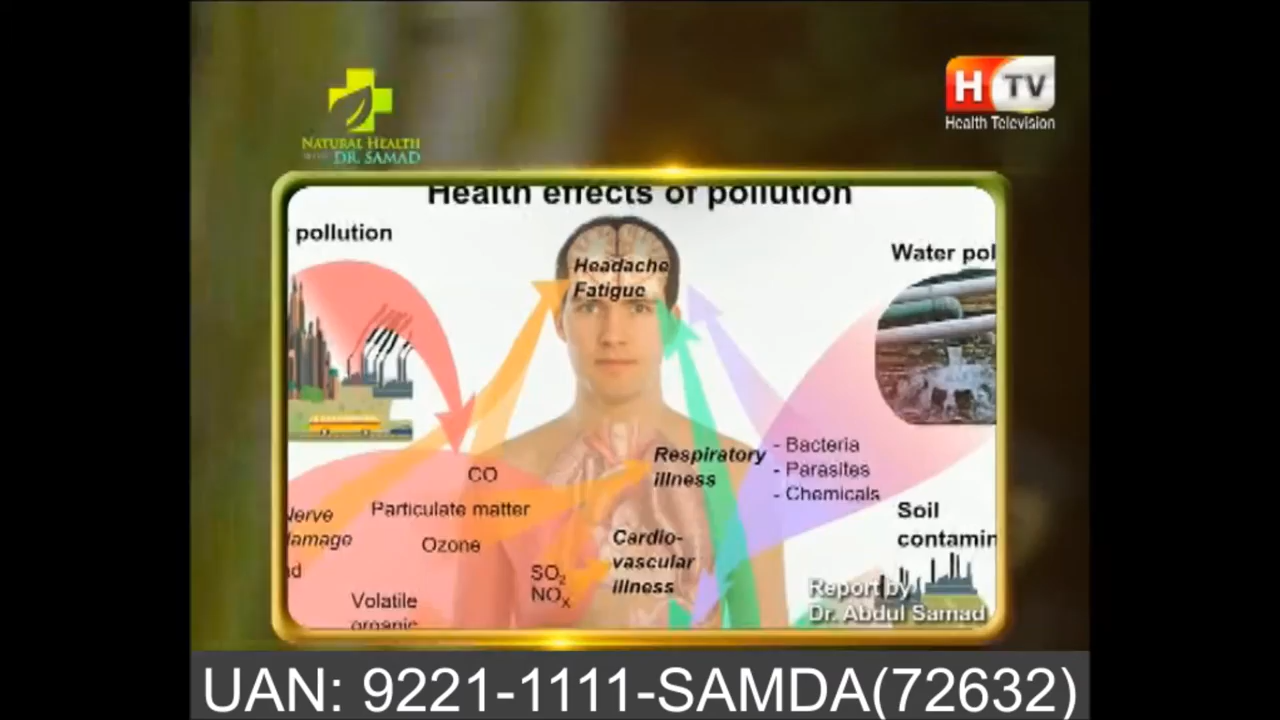 NATURAL HEALTH
WITH DR. SAMAD
H TV
Health Television
Health effects of pollution
pollution
Water pol
Headache
Fatigue
Respiratory
illness
- Bacteria
- Parasites
- Chemicals
CO
Particulate matter
Ozone
Nerve
damage
Cardio-
vascular
illness
SO₂
NOₓ
Volatile
organic
Soil
contamin
Report by
Dr. Abdul Samad
UAN: 9221-1111-SAMDA(72632)